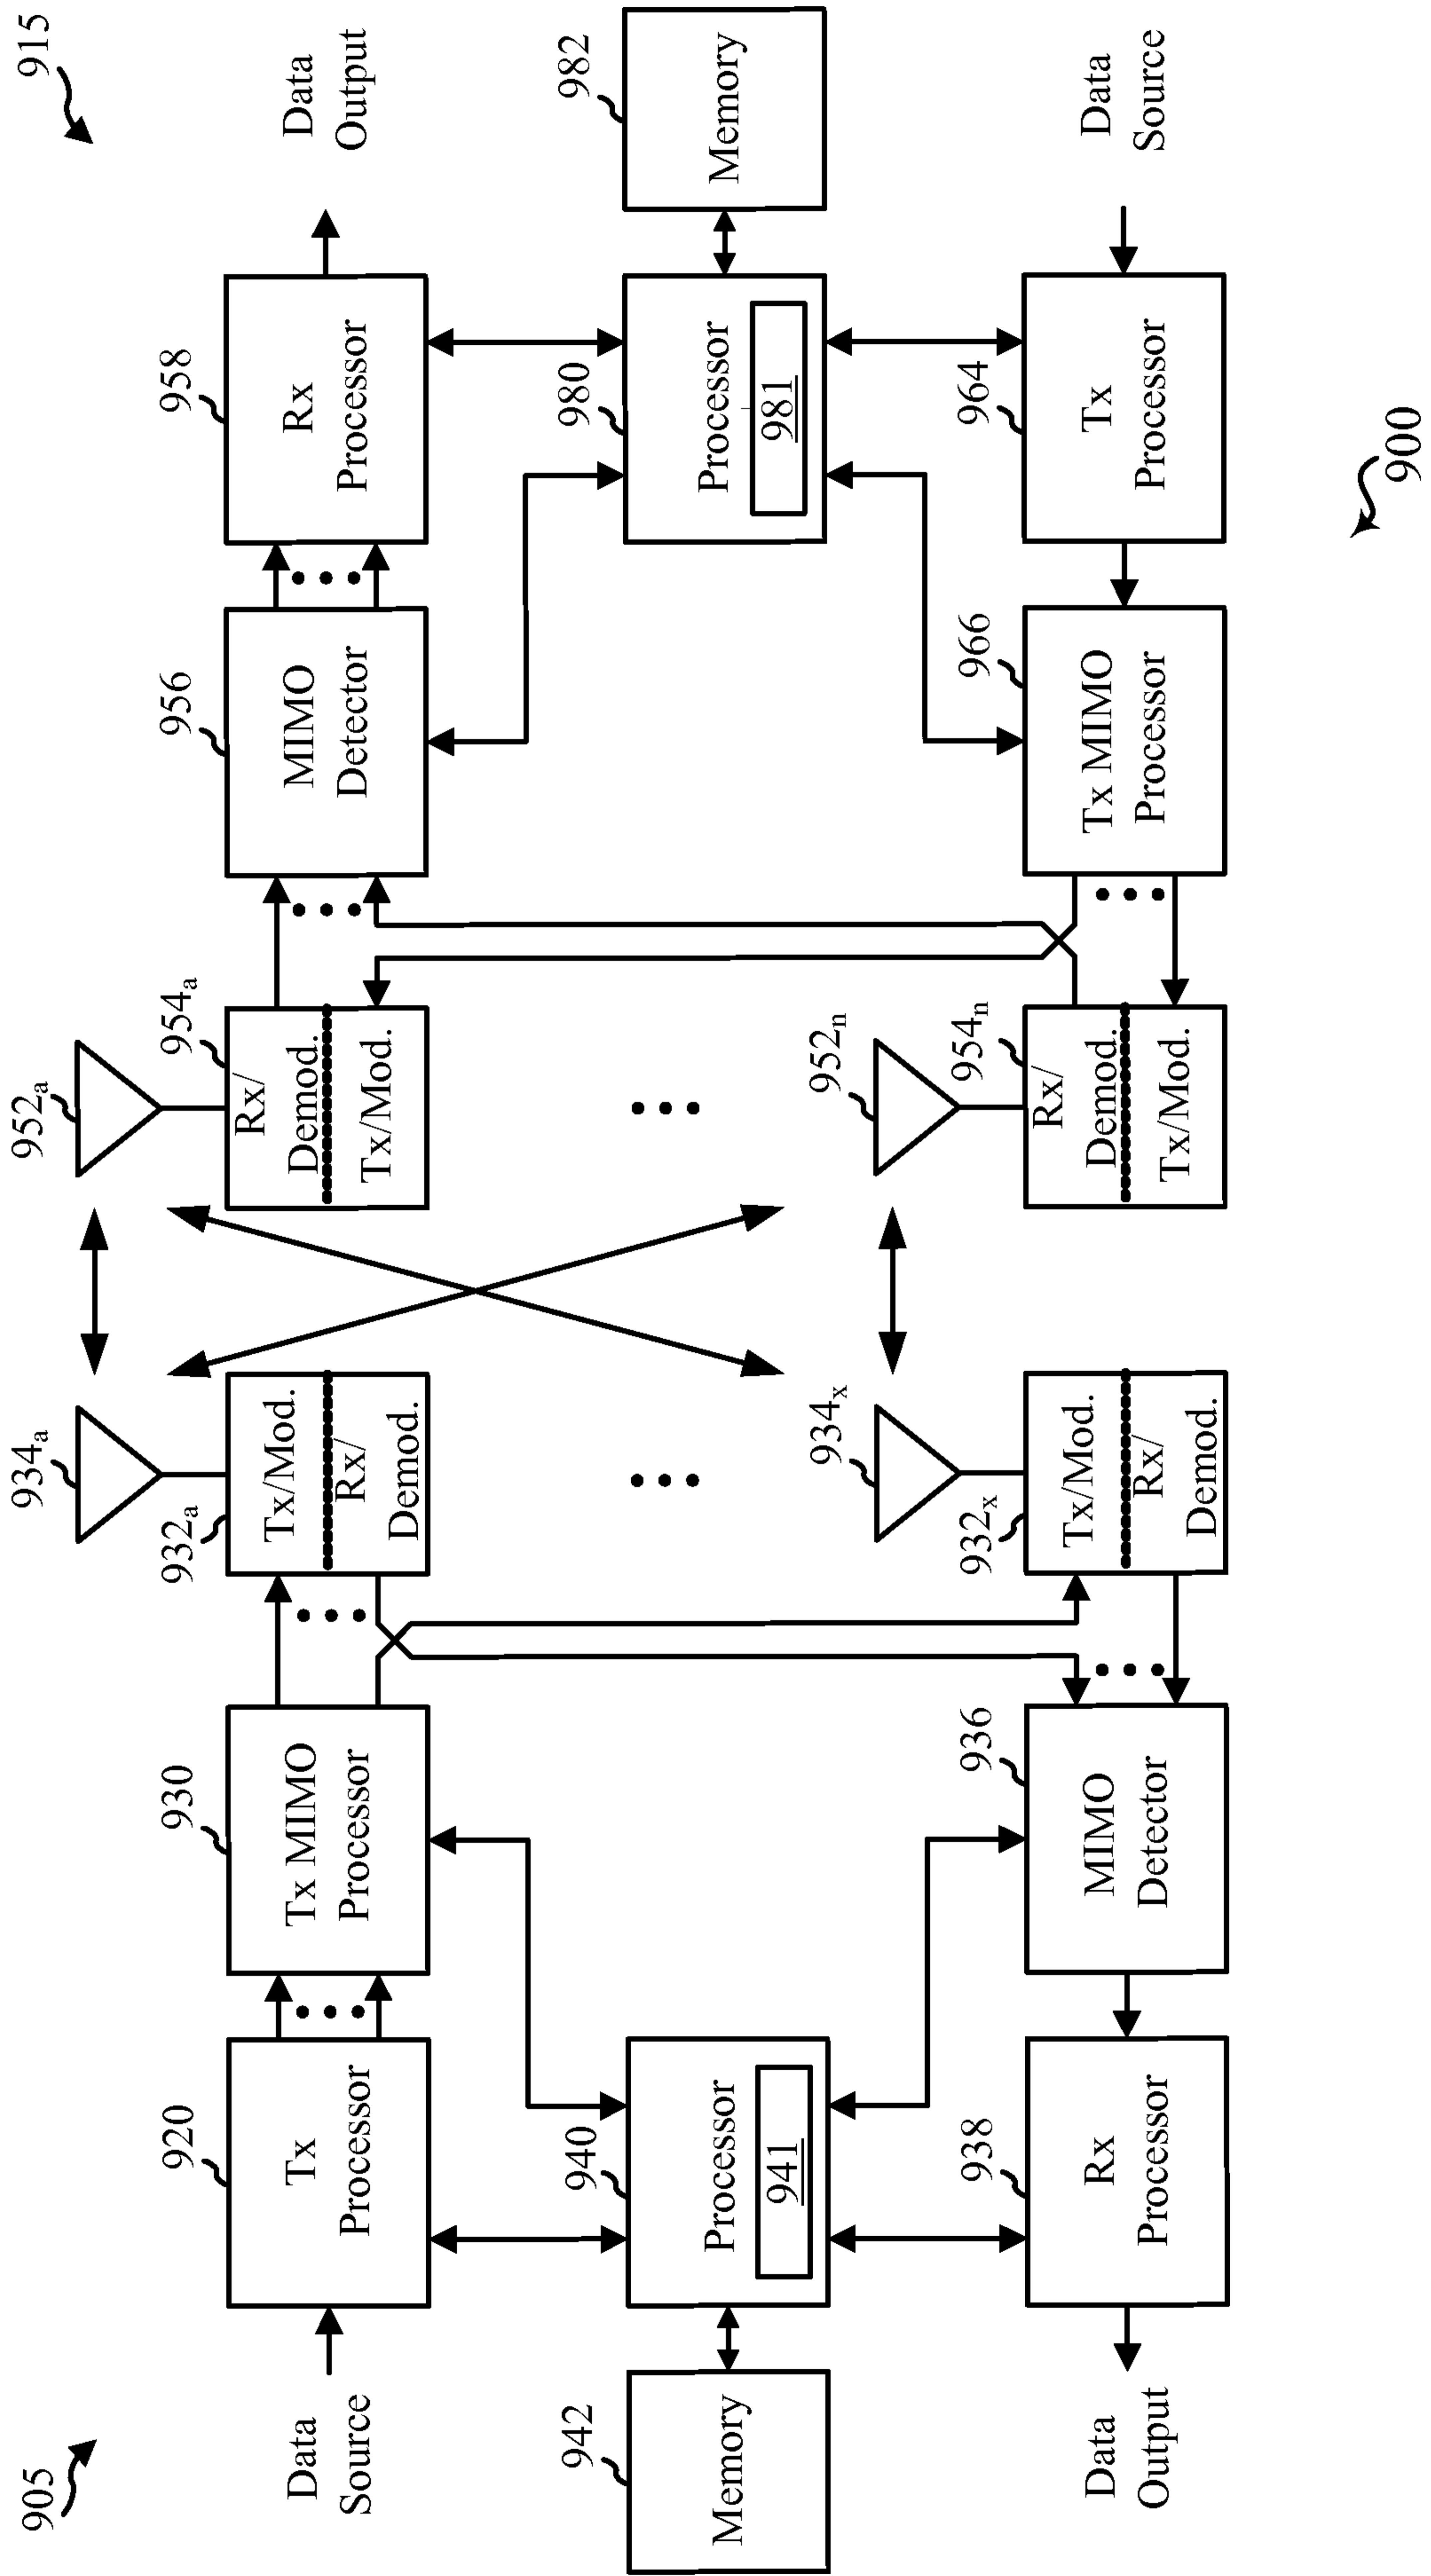 905
Data
Source
920
Tx
Processor
930
Tx MIMO
Processor
932a
Tx/Mod.
Rx/
Demod.
934a
952a
954a
Rx/
Demod.
Tx/Mod.
956
MIMO
Detector
958
Rx
Processor
Data
Output
915
942
Memory
940
Processor
941
980
Processor
981
982
Memory
Data
Output
938
Rx
Processor
936
MIMO
Detector
932x
Tx/Mod.
Rx/
Demod.
934x
952n
954n
Rx/
Demod.
Tx/Mod.
966
Tx MIMO
Processor
964
Tx
Processor
Data
Source
900